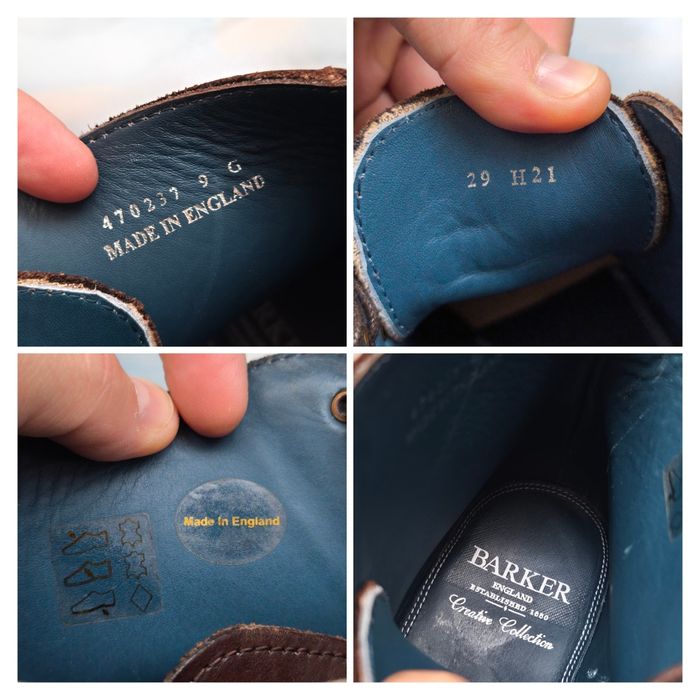 470237 9 G
MADE IN ENGLAND
29 H21
Made in England
BARKER
ENGLAND
ESTABLISHED 1880
Creative Collection